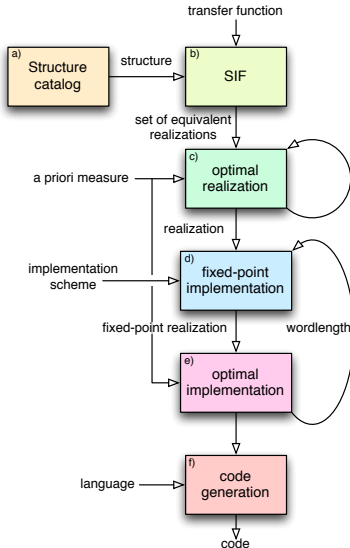 transfer function
a)
Structure
catalog
structure
b)
SIF
set of equivalent
realizations
c)
optimal
realization
a priori measure
realization
d)
fixed-point
implementation
implementation
scheme
fixed-point realization
wordlength
e)
optimal
implementation
f)
code
generation
language
code